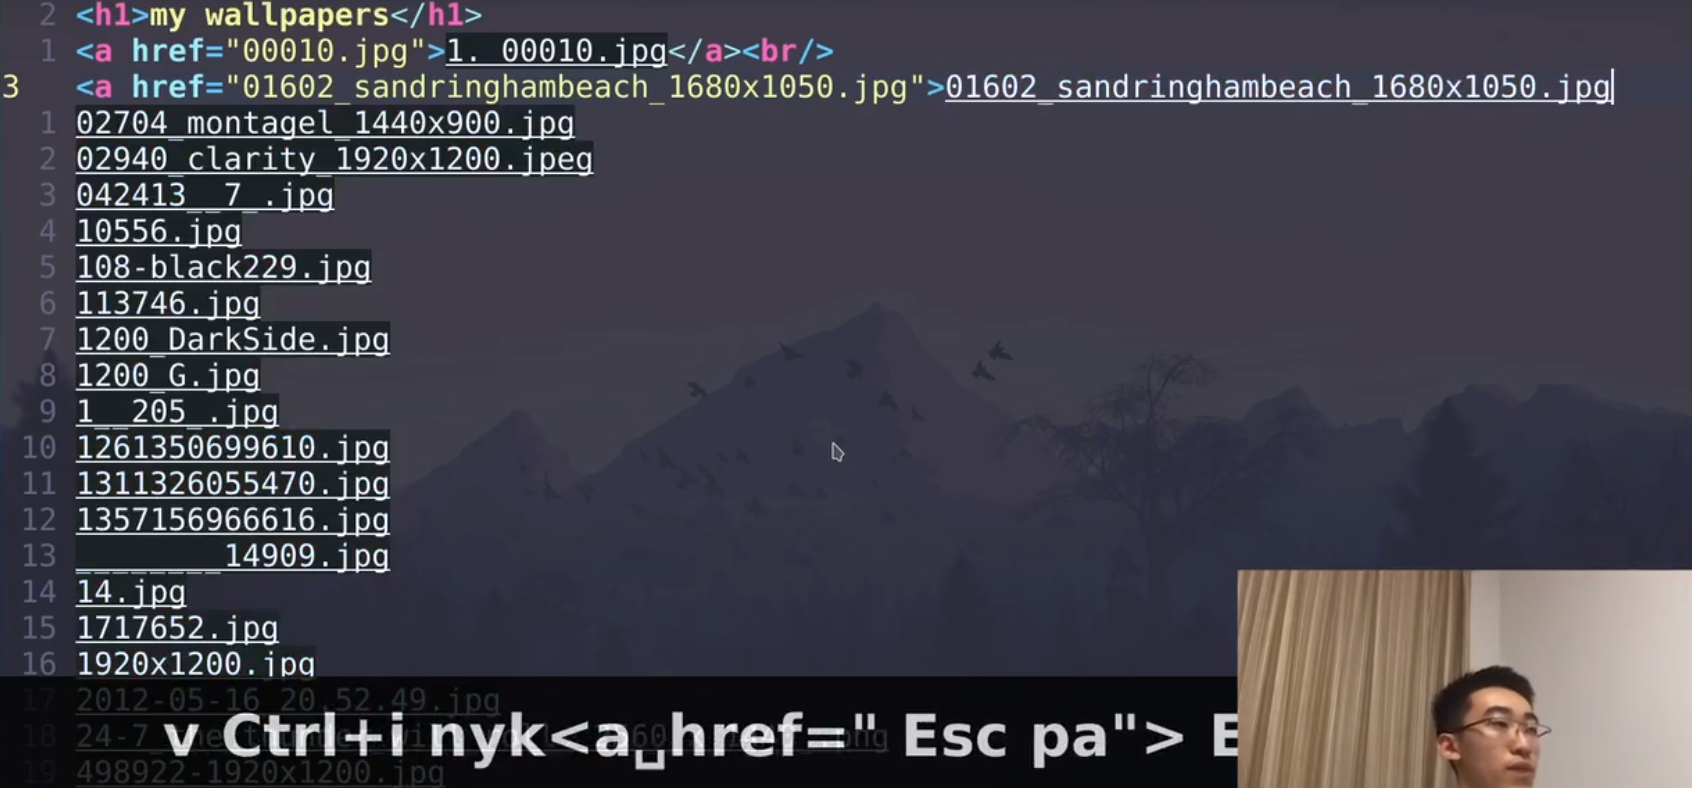 2 <h1>my wallpapers</h1>
1 <a href="00010.jpg">1. 00010.jpg</a><br/>
3 <a href="01602_sandringhambeach_1680x1050.jpg">01602_sandringhambeach_1680x1050.jpg
1 02704_montagel_1440x900.jpg
2 02940_clarity_1920x1200.jpeg
3 042413__7_.jpg
4 10556.jpg
5 108-black229.jpg
6 113746.jpg
7 1200_DarkSide.jpg
8 1200_G.jpg
9 1__205_.jpg
10 1261350699610.jpg
11 1311326055470.jpg
12 1357156966616.jpg
13 ________14909.jpg
14 14.jpg
15 1717652.jpg
16 1920x1200.jpg
17 2012-05-16_20.52.49.jpg
18 24-7
v Ctrl+i nyk<a␣href=" Esc pa"> E
19 498922-1920x1200.jpg